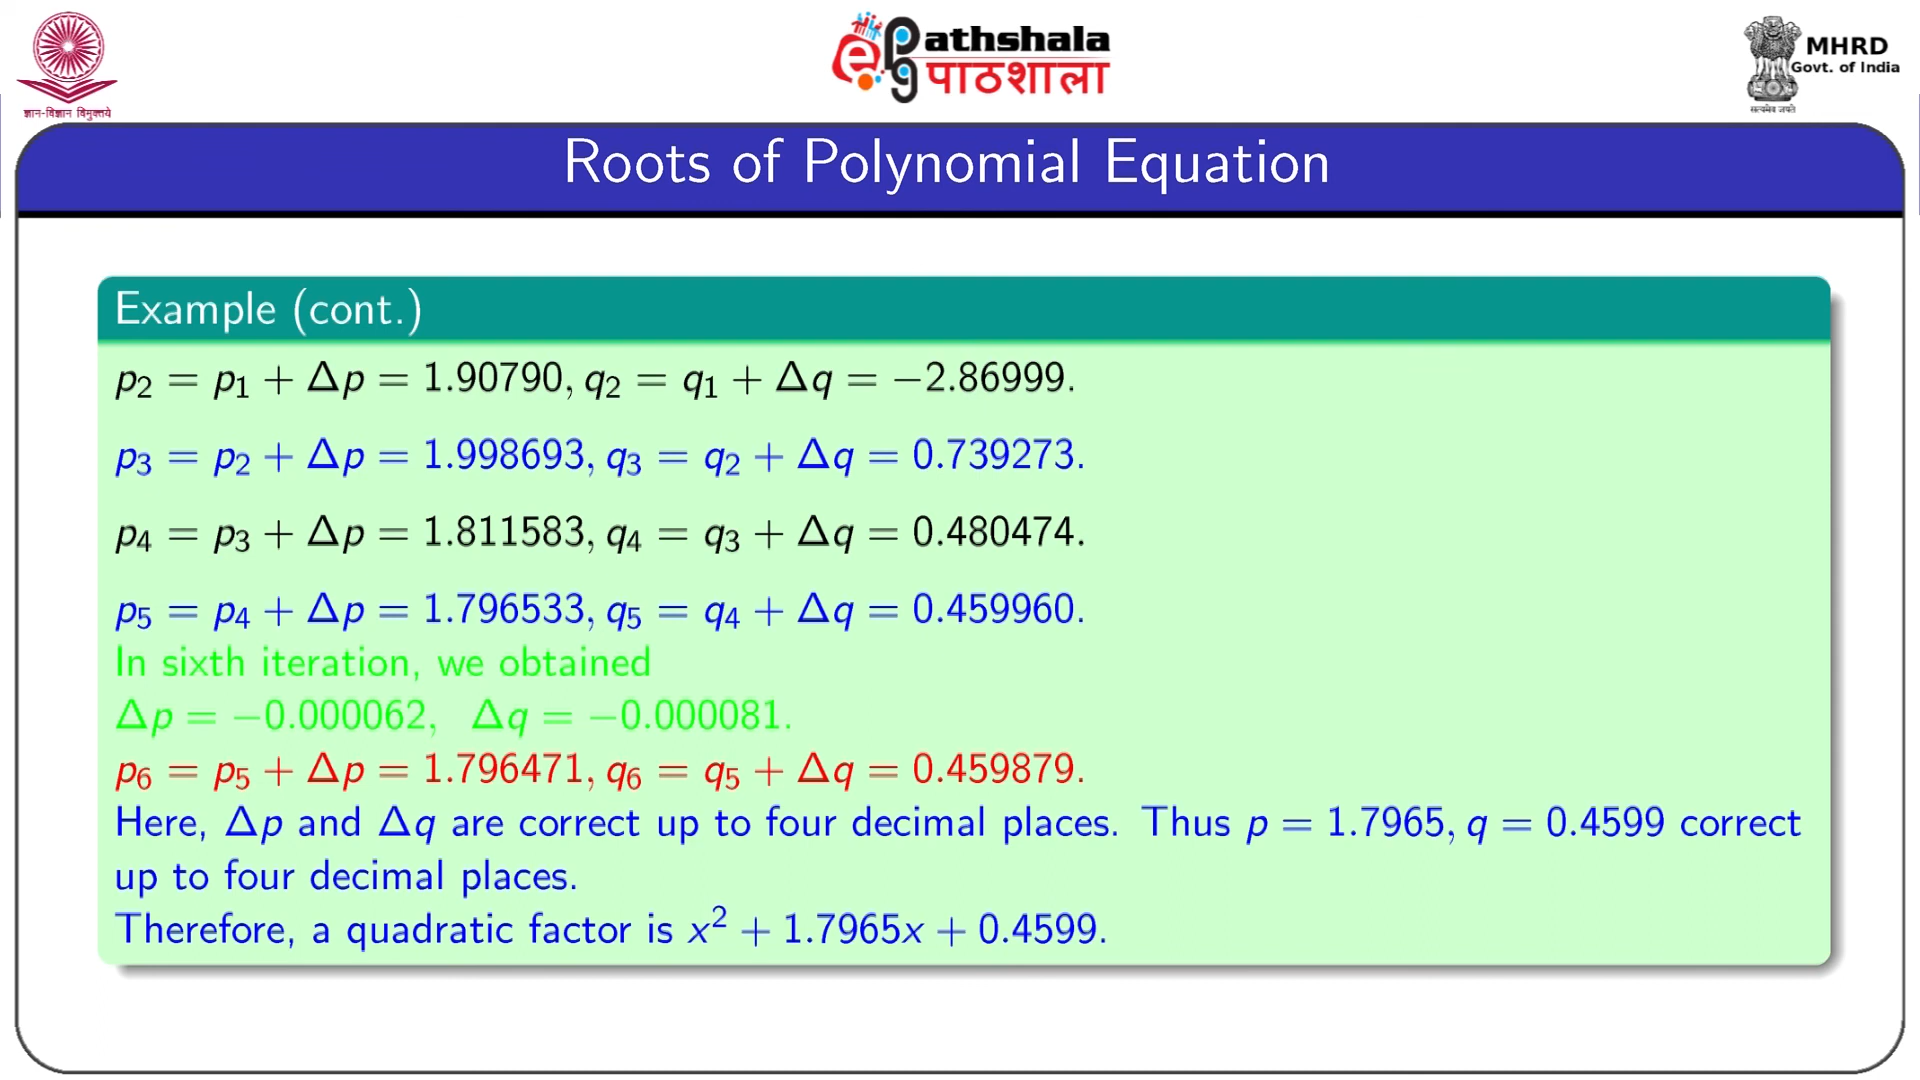 ज्ञान-विज्ञान विमुक्तये
ePathshala
पाठशाला
MHRD
Govt. of India
सत्यमेव जयते
Roots of Polynomial Equation
Example (cont.)
p₂ = p₁ + Δp = 1.90790, q₂ = q₁ + Δq = −2.86999.
p₃ = p₂ + Δp = 1.998693, q₃ = q₂ + Δq = 0.739273.
p₄ = p₃ + Δp = 1.811583, q₄ = q₃ + Δq = 0.480474.
p₅ = p₄ + Δp = 1.796533, q₅ = q₄ + Δq = 0.459960.
In sixth iteration, we obtained
Δp = −0.000062, Δq = −0.000081.
p₆ = p₅ + Δp = 1.796471, q₆ = q₅ + Δq = 0.459879.
Here, Δp and Δq are correct up to four decimal places. Thus p = 1.7965, q = 0.4599 correct
up to four decimal places.
Therefore, a quadratic factor is x² + 1.7965x + 0.4599.